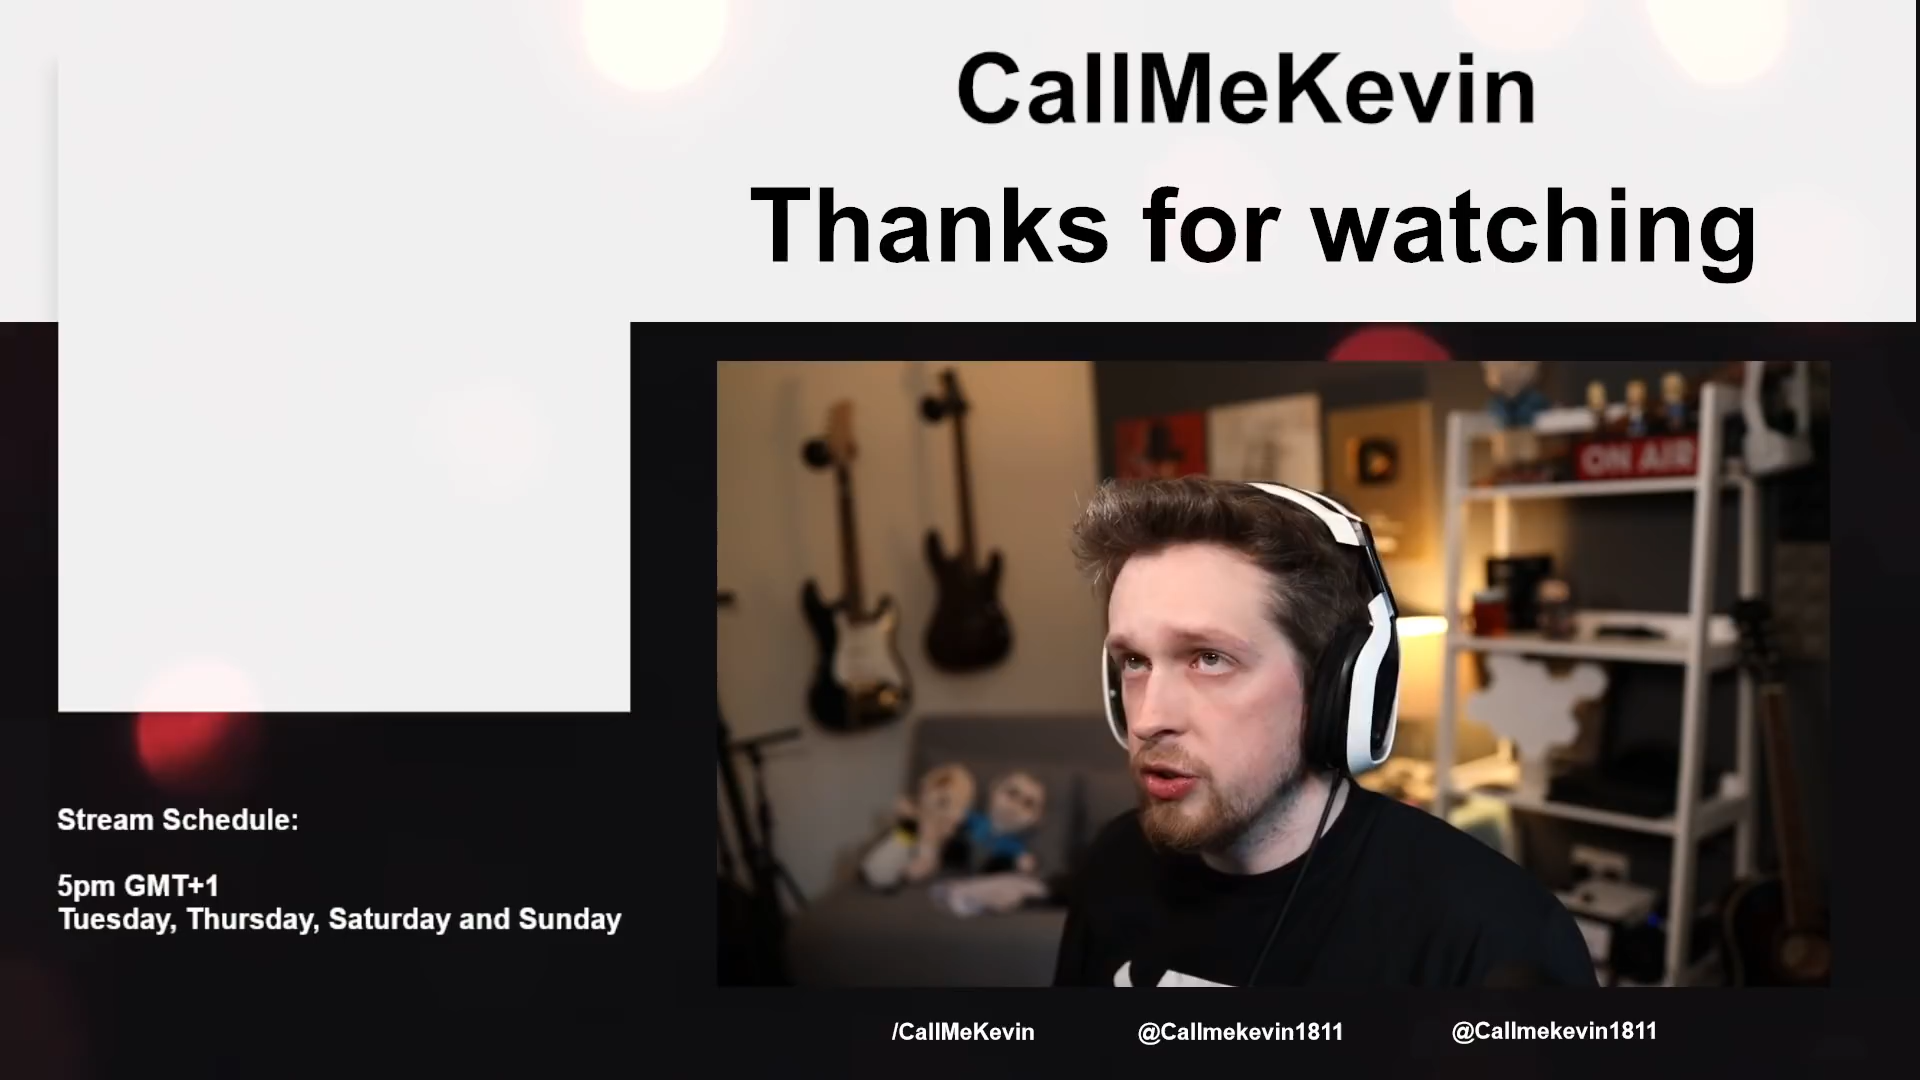 CallMeKevin
Thanks for watching
ON AIR
Stream Schedule:
5pm GMT+1
Tuesday, Thursday, Saturday and Sunday
/CallMeKevin
@Callmekevin1811
@Callmekevin1811